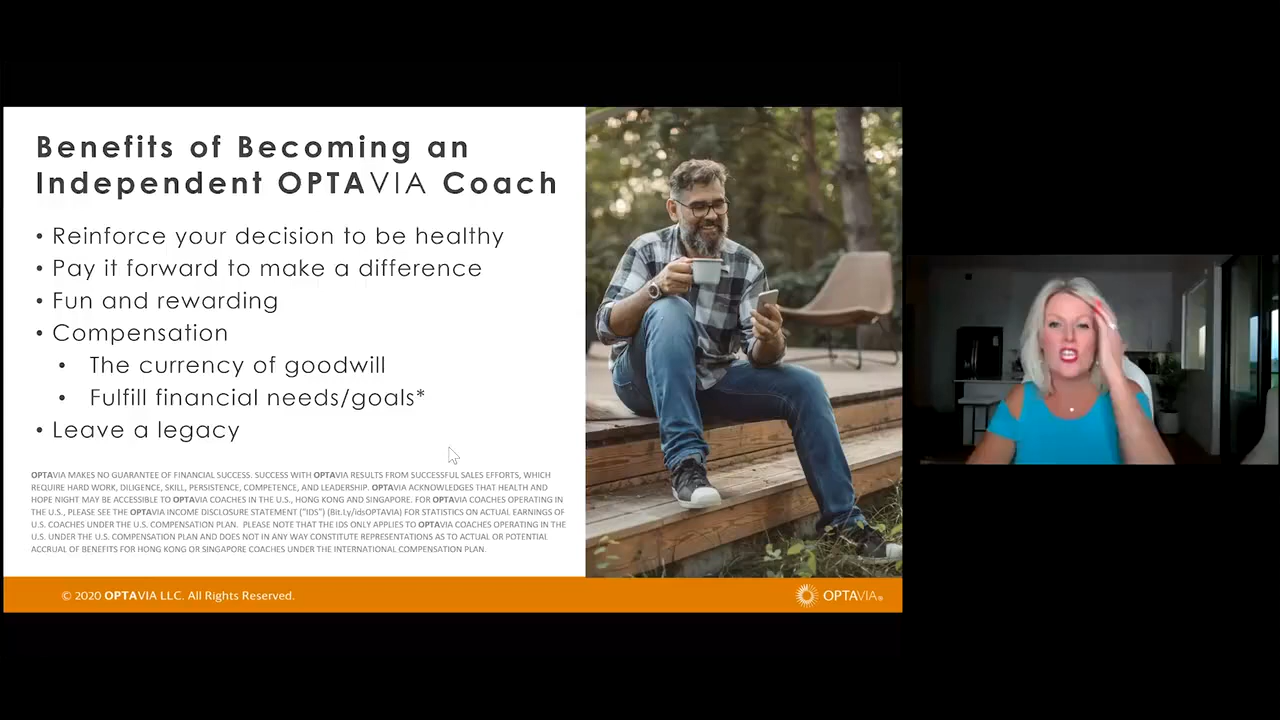 Benefits of Becoming an
Independent OPTAVIA Coach
• Reinforce your decision to be healthy
• Pay it forward to make a difference
• Fun and rewarding
• Compensation
• The currency of goodwill
• Fulfill financial needs/goals*
• Leave a legacy
OPTAVIA MAKES NO GUARANTEE OF FINANCIAL SUCCESS. SUCCESS WITH OPTAVIA RESULTS FROM SUCCESSFUL SALES EFFORTS, WHICH
REQUIRE HARD WORK, DILIGENCE, SKILL, PERSISTENCE, COMPETENCE, AND LEADERSHIP. OPTAVIA ACKNOWLEDGES THAT HEALTH AND
HOPE NIGHT MAY BE ACCESSIBLE TO OPTAVIA COACHES IN THE U.S., HONG KONG AND SINGAPORE. FOR OPTAVIA COACHES OPERATING IN
THE U.S., PLEASE SEE THE OPTAVIA INCOME DISCLOSURE STATEMENT ("IDS") (Bit.Ly/idsOPTAVIA) FOR STATISTICS ON ACTUAL EARNINGS OF
U.S. COACHES UNDER THE U.S. COMPENSATION PLAN. PLEASE NOTE THAT THE IDS ONLY APPLIES TO OPTAVIA COACHES OPERATING IN THE
U.S. UNDER THE U.S. COMPENSATION PLAN AND DOES NOT IN ANY WAY CONSTITUTE REPRESENTATIONS AS TO ACTUAL OR POTENTIAL
ACCRUAL OF BENEFITS FOR HONG KONG OR SINGAPORE COACHES UNDER THE INTERNATIONAL COMPENSATION PLAN.
© 2020 OPTAVIA LLC. All Rights Reserved.
OPTAVIA®